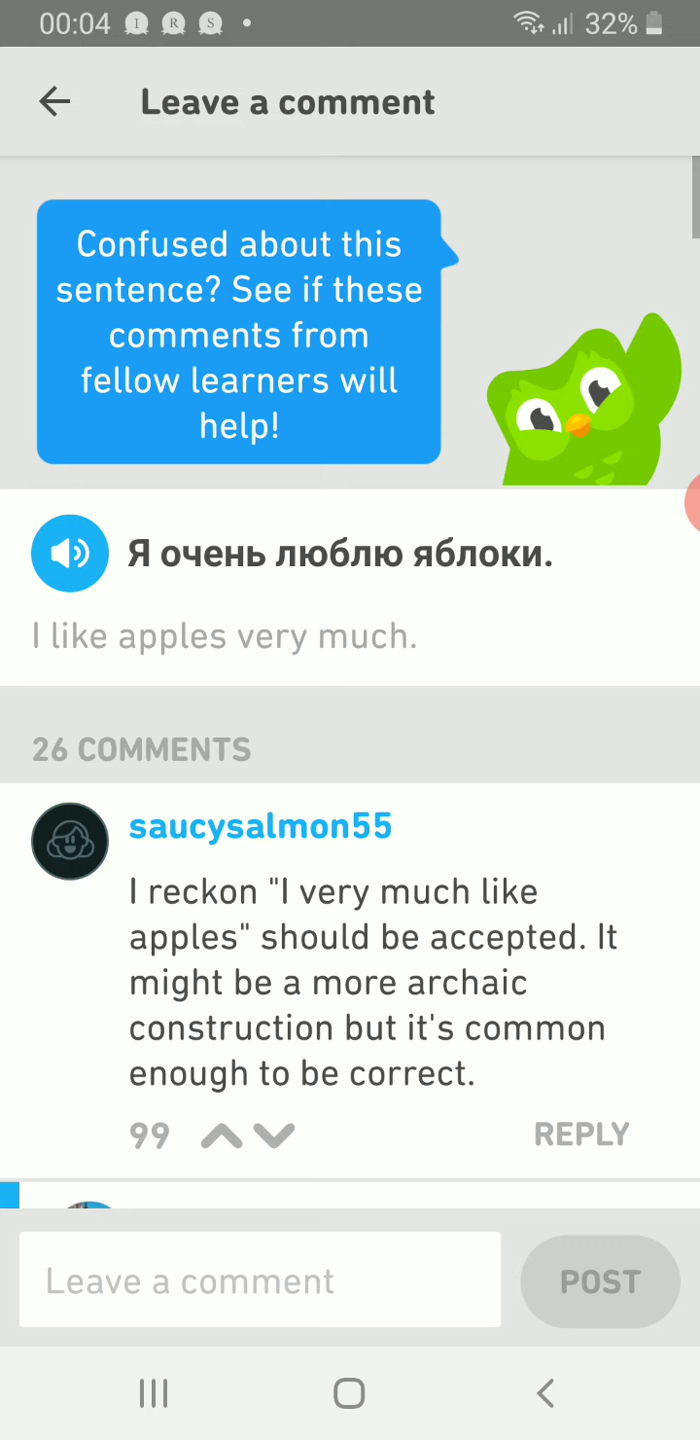 00:04 I R S 32%
Leave a comment
Confused about this
sentence? See if these
comments from
fellow learners will
help!
Я очень люблю яблоки.
I like apples very much.
26 COMMENTS
saucysalmon55
I reckon "I very much like
apples" should be accepted. It
might be a more archaic
construction but it's common
enough to be correct.
99 REPLY
Leave a comment POST